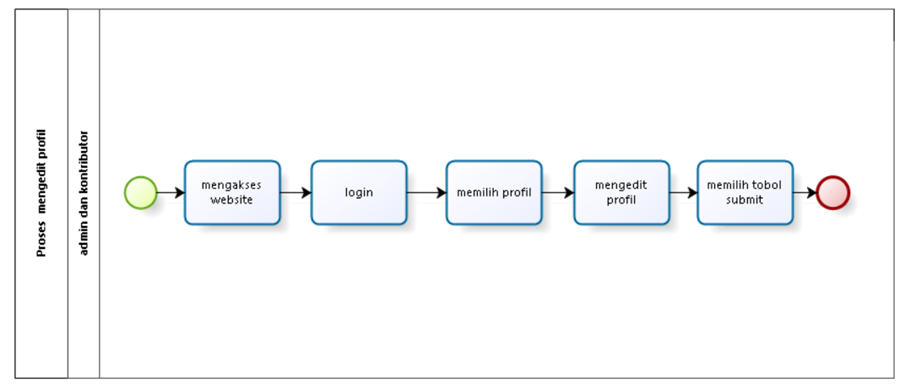 Proses mengedit profil
admin dan kontributor
mengakses
website
login
memilih profil
mengedit
profil
memilih tobol
submit